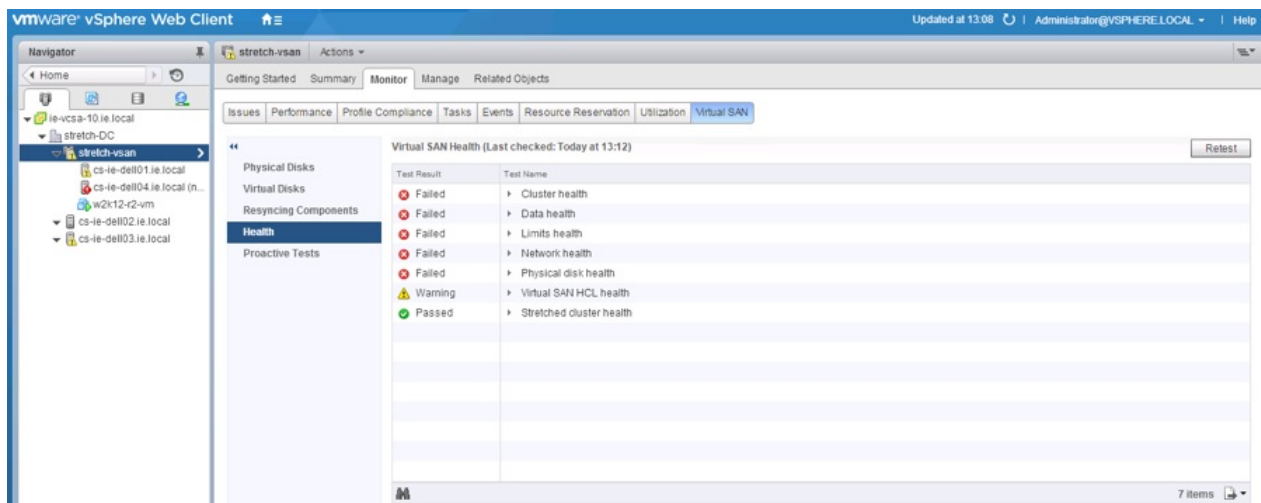 vmware® vSphere Web Client
Updated at 13:08 | Administrator@VSPHERE.LOCAL | Help
Navigator
Home
ie-vcsa-10.ie.local
stretch-DC
stretch-vsan
cs-ie-dell01.ie.local
cs-ie-dell04.ie.local (n...
w2k12-r2-vm
cs-ie-dell02.ie.local
cs-ie-dell03.ie.local
stretch-vsan Actions
Getting Started Summary Monitor Manage Related Objects
Issues Performance Profile Compliance Tasks Events Resource Reservation Utilization Virtual SAN
Physical Disks
Virtual Disks
Resyncing Components
Health
Proactive Tests
Virtual SAN Health (Last checked: Today at 13:12) Retest
Test Result Test Name
Failed Cluster health
Failed Data health
Failed Limits health
Failed Network health
Failed Physical disk health
Warning Virtual SAN HCL health
Passed Stretched cluster health
7 items